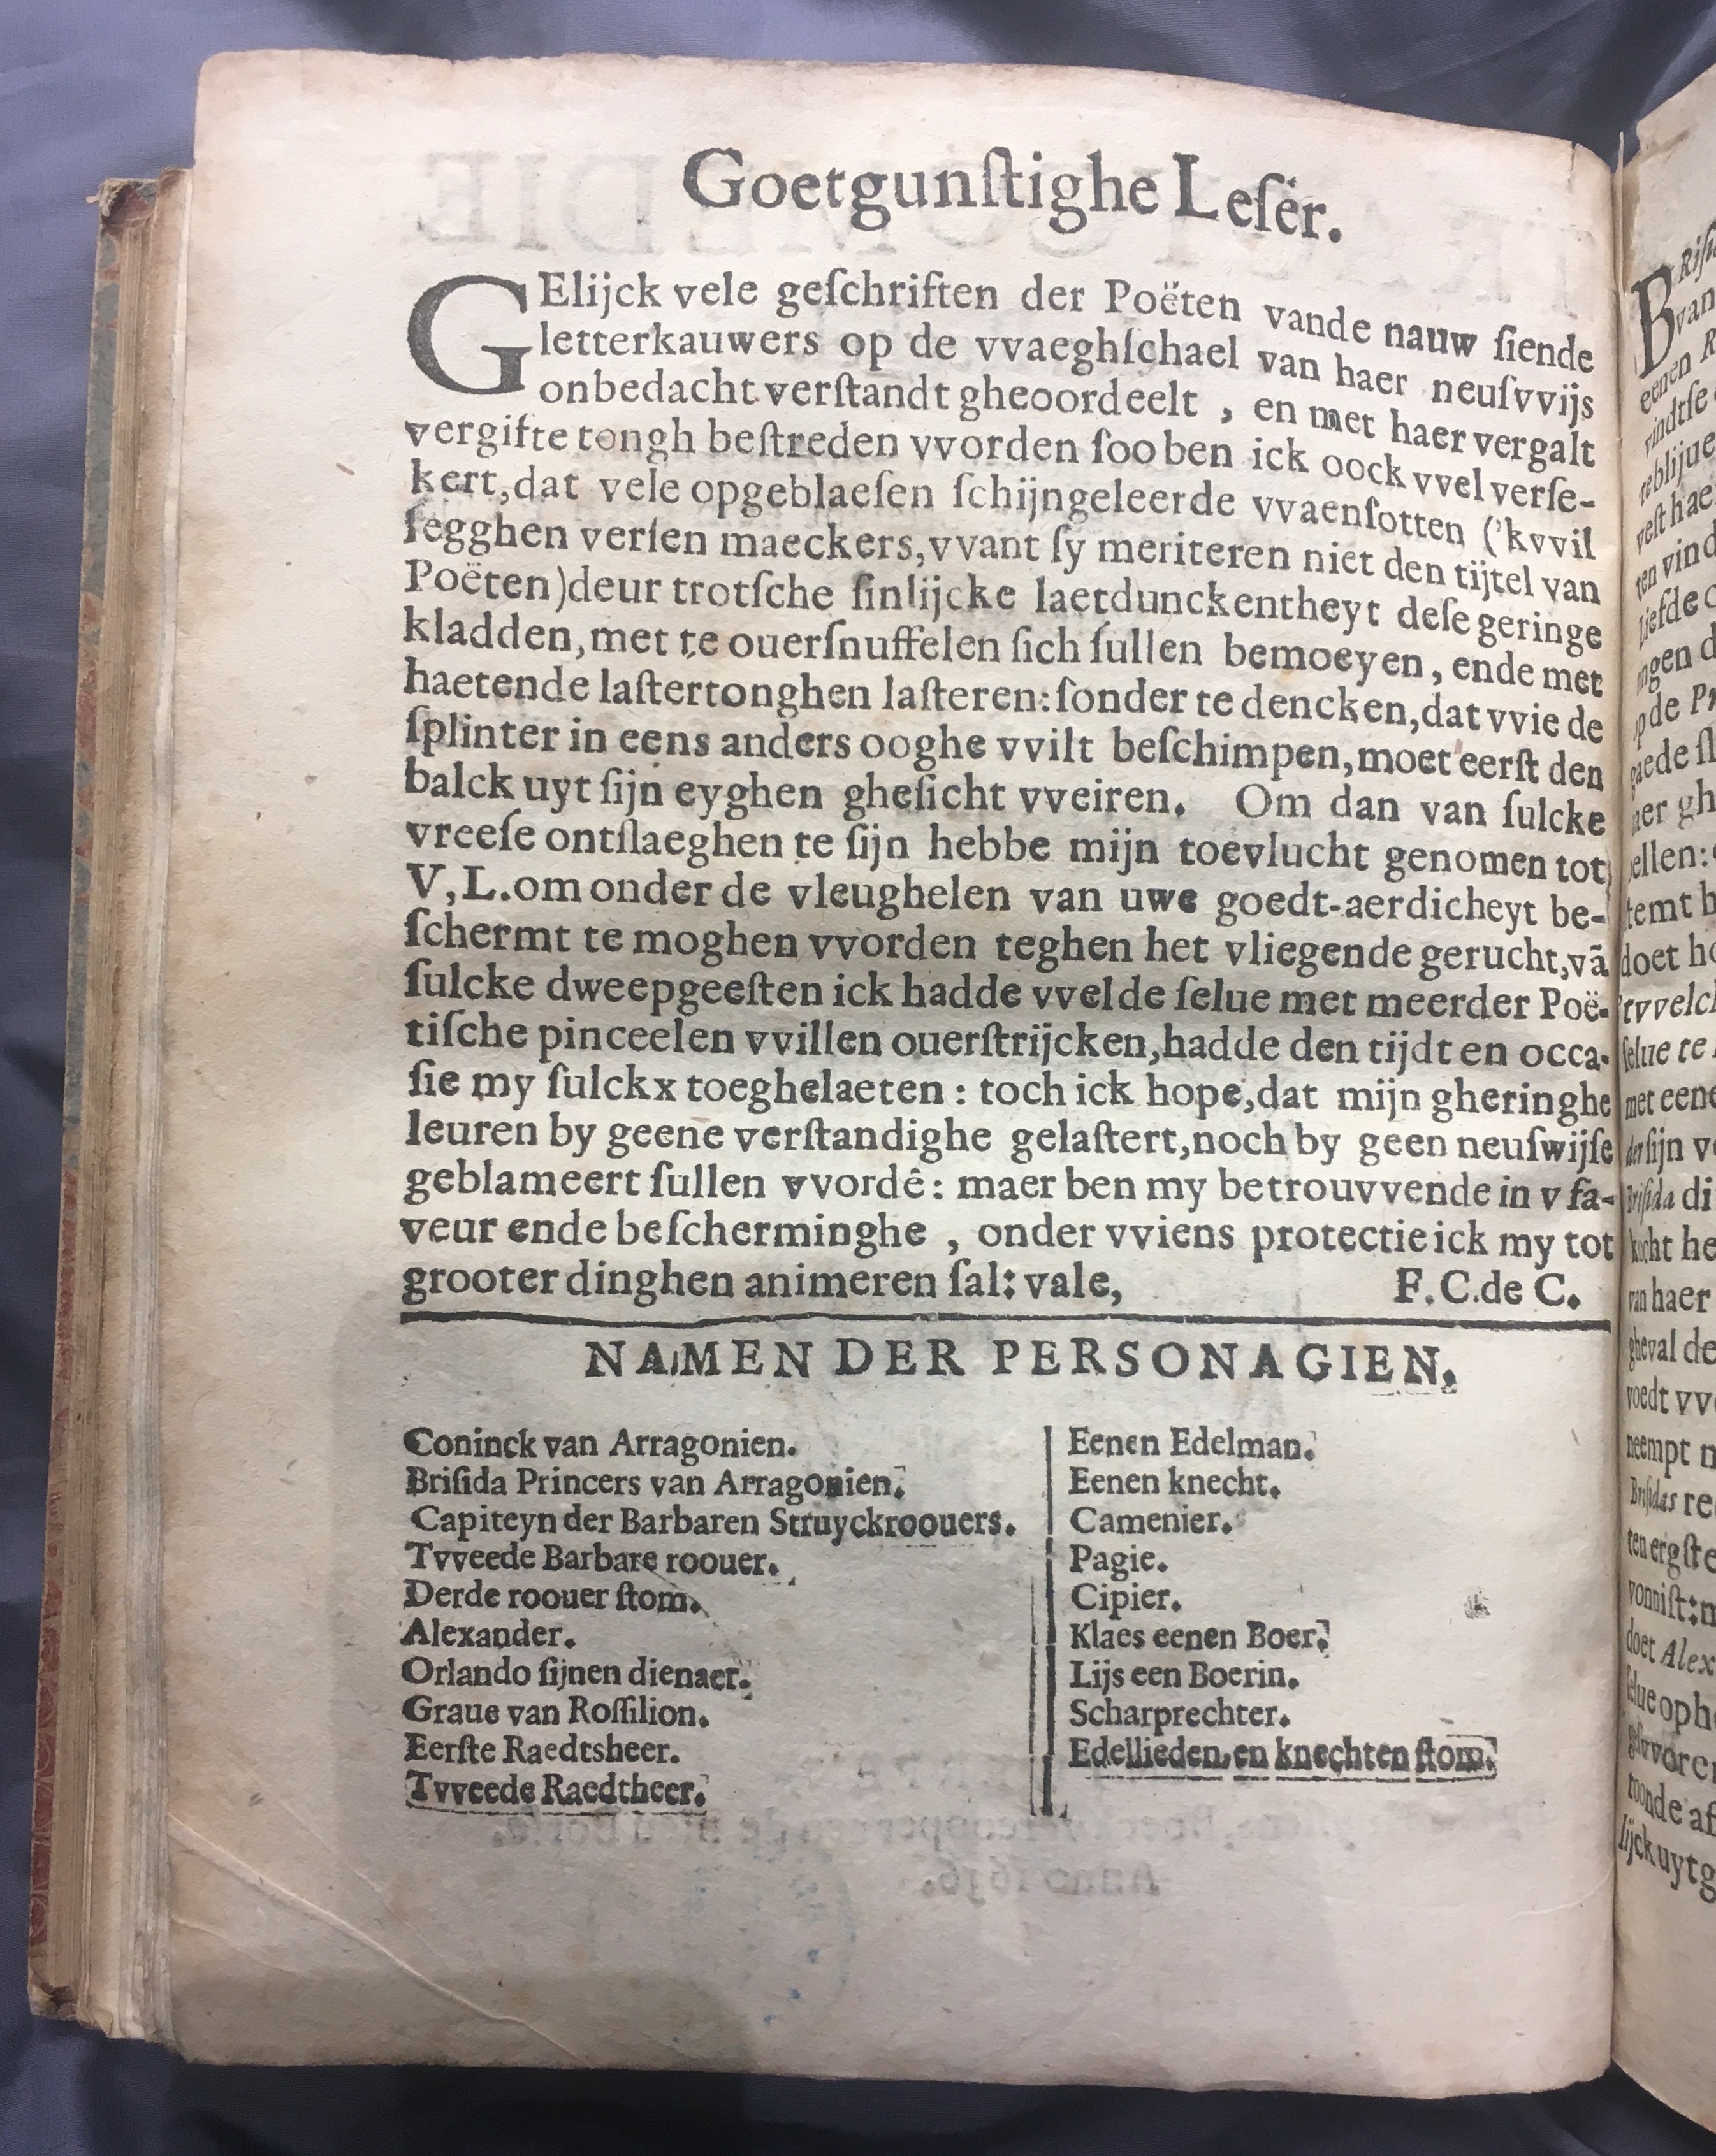 Goetgunſtighe Leſer.
GElijck vele geſchriften der Poëten vande nauw ſiende
letterkauwers op de vvaeghſchael van haer neuſvvijs
onbedacht verſtandt gheoordeelt , en met haer vergalt
vergifte tongh beſtreden vvorden ſoo ben ick oock vvel verſe-
kert,dat vele opgeblaeſen ſchijngeleerde vvaenſotten ('kvvil
ſegghen verſen maeckers,vvant ſy meriteren niet den tijtel van
Poëten)deur trotſche ſinlijcke laetdunckentheyt deſe geringe
kladden,met te ouerſnuffelen ſich ſullen bemoeyen, ende met
haetende laſtertonghen laſteren:ſonder te dencken,dat vvie de
ſplinter in eens anders ooghe vvilt beſchimpen,moet eerſt den
balck uyt ſijn eyghen gheſicht vveiren. Om dan van ſulcke
vreeſe ontſlaeghen te ſijn hebbe mijn toevlucht genomen tot
V,L.om onder de vleughelen van uwe goedt-aerdicheyt be-
ſchermt te moghen vvorden teghen het vliegende gerucht,vã
ſulcke dweepgeeſten ick hadde vvel de ſelue met meerder Poë-
tiſche pinceelen vvillen ouerſtrijcken,hadde den tijdt en occa-
ſie my ſulckx toeghelaeten : toch ick hope,dat mijn gheringhe
leuren by geene verſtandighe gelaſtert,noch by geen neuſwijſe
geblameert ſullen vvordê: maer ben my betrouvvende in v fa-
veur ende beſcherminghe , onder vviens protectie ick my tot
grooter dinghen animeren ſal: vale, F.C.de C.
NAMEN DER PERSONAGIEN.
Coninck van Arragonien.
Briſida Princers van Arragonien.
Capiteyn der Barbaren Struyckroouers.
Tvveede Barbare roouer.
Derde roouer ſtom.
Alexander.
Orlando ſijnen dienaer.
Graue van Roſſilion.
Eerſte Raedtsheer.
Tvveede Raedtheer.
Eenen Edelman.
Eenen knecht.
Camenier.
Pagie.
Cipier.
Klaes eenen Boer.
Lijs een Boerin.
Scharprechter.
Edellieden,en knechten ſtom.